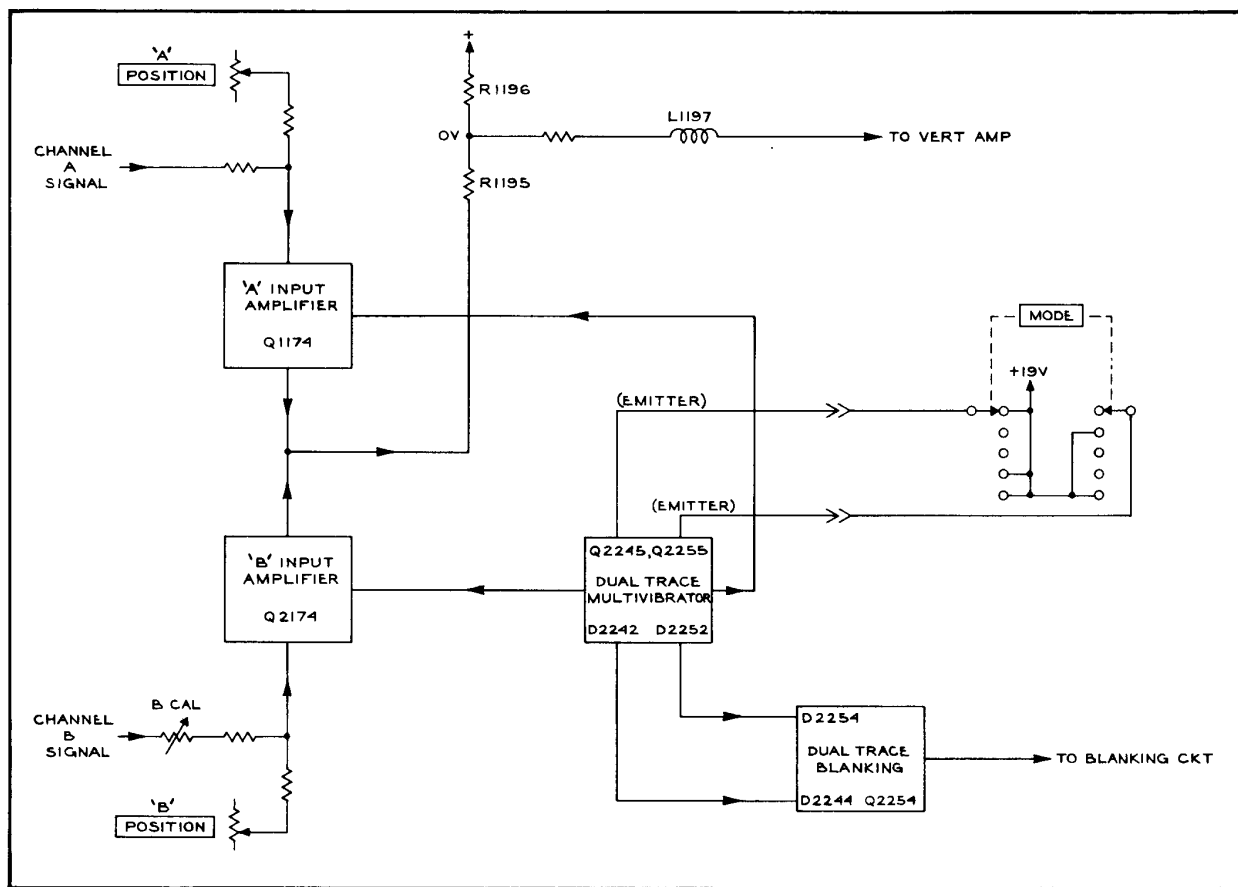 'A'
POSITION
CHANNEL
A
SIGNAL
+
R1196
OV
L1197
TO VERT AMP
R1195
'A' INPUT
AMPLIFIER
Q1174
MODE
+19V
(EMITTER)
(EMITTER)
'B' INPUT
AMPLIFIER
Q2174
Q2245, Q2255
DUAL TRACE
MULTIVIBRATOR
D2242 D2252
B CAL
CHANNEL
B
SIGNAL
'B'
POSITION
D2254
DUAL TRACE
BLANKING
D2244 Q2254
TO BLANKING CKT